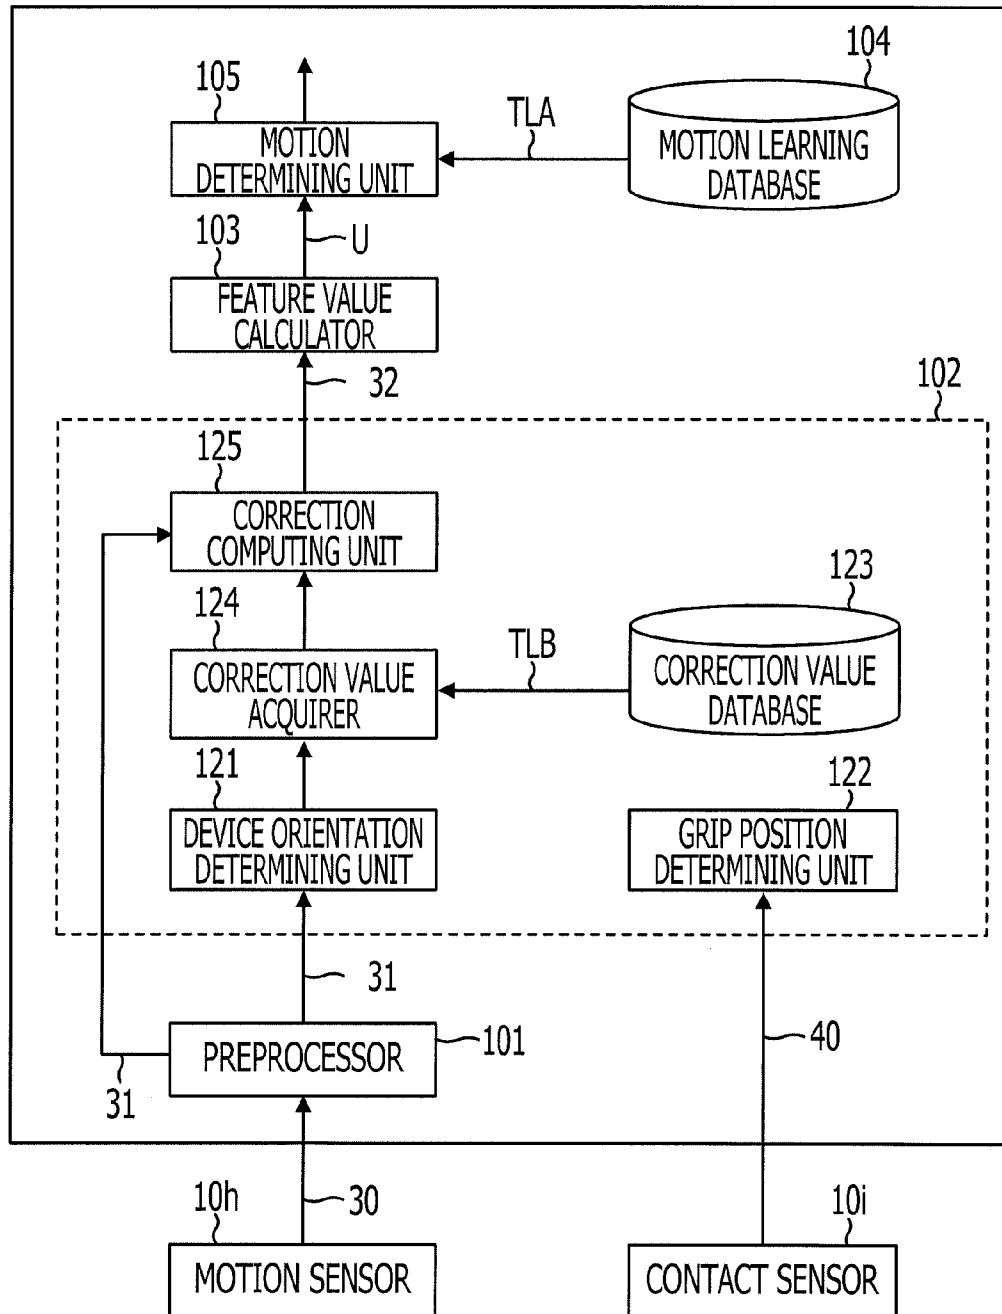 104
105
TLA
MOTION
DETERMINING UNIT
MOTION LEARNING
DATABASE
103
U
FEATURE VALUE
CALCULATOR
32
102
125
CORRECTION
COMPUTING UNIT
123
124
TLB
CORRECTION VALUE
ACQUIRER
CORRECTION VALUE
DATABASE
121
122
DEVICE ORIENTATION
DETERMINING UNIT
GRIP POSITION
DETERMINING UNIT
31
PREPROCESSOR
101
40
31
10h
30
10i
MOTION SENSOR
CONTACT SENSOR